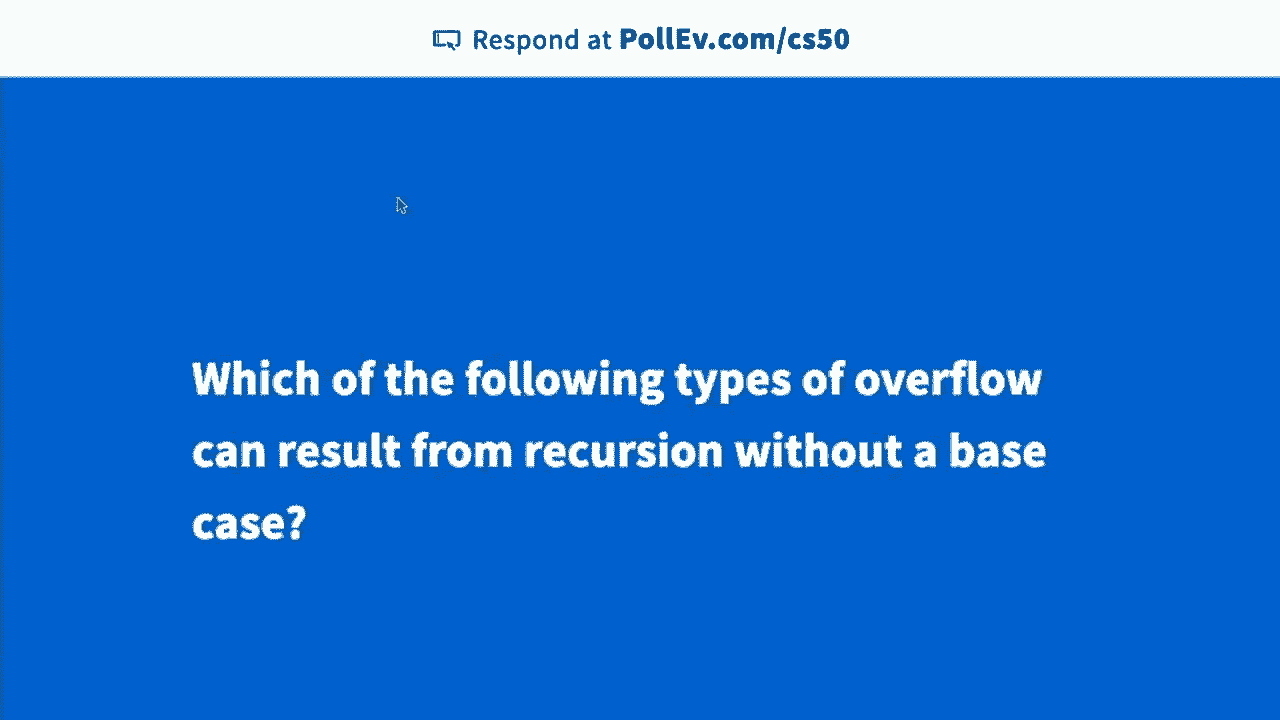 Respond at PollEv.com/cs50
Which of the following types of overflow
can result from recursion without a base
case?